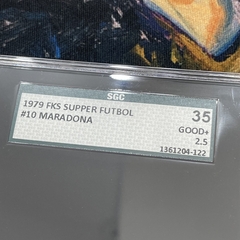 SGC
1979 FKS SUPPER FUTBOL
#10 MARADONA
35
GOOD+
2.5
1361204-122